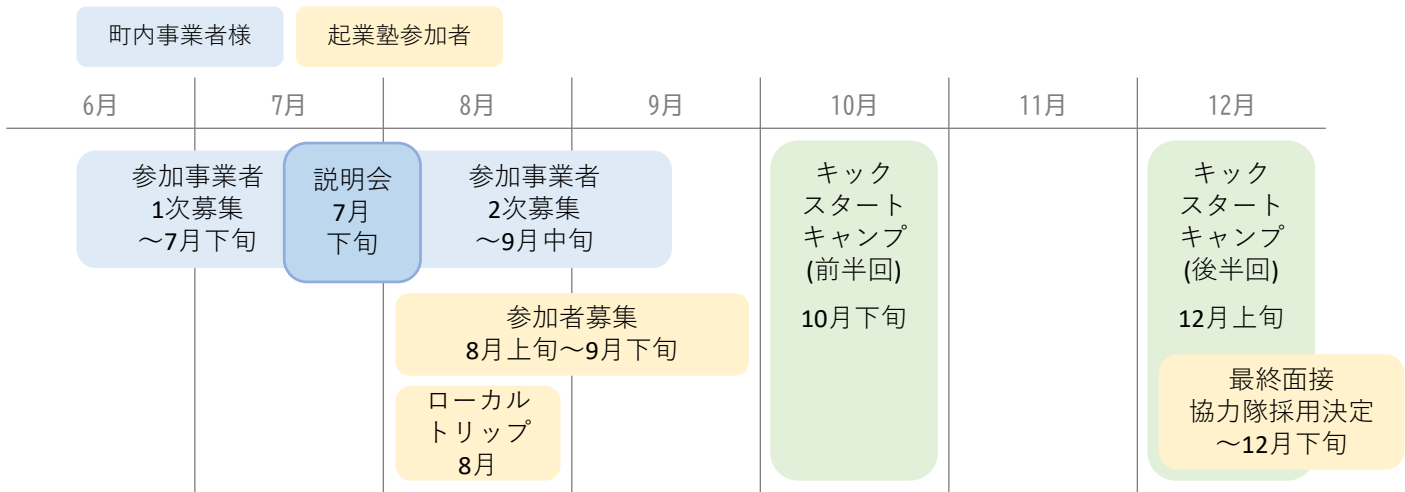 町内事業者様
起業塾参加者
6月
7月
8月
9月
10月
11月
12月
参加事業者
1次募集
～7月下旬
説明会
7月
下旬
参加事業者
2次募集
～9月中旬
キック
スタート
キャンプ
(前半回)
10月下旬
キック
スタート
キャンプ
(後半回)
12月上旬
参加者募集
8月上旬～9月下旬
ローカル
トリップ
8月
最終面接
協力隊採用決定
～12月下旬